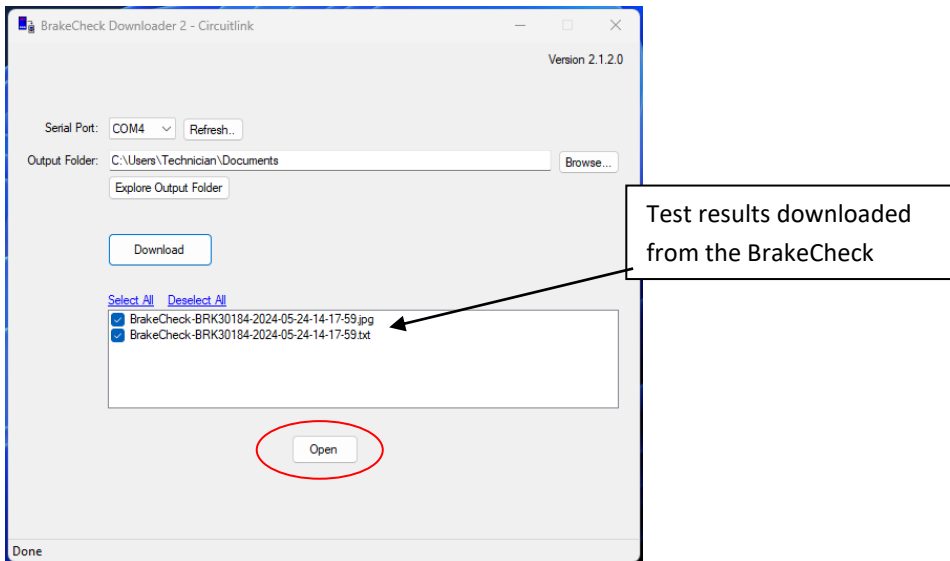 BrakeCheck Downloader 2 - Circuitlink
Version 2.1.2.0
Serial Port: COM4 Refresh..
Output Folder: C:\Users\Technician\Documents Browse...
Explore Output Folder
Test results downloaded
from the BrakeCheck
Download
Select All Deselect All
BrakeCheck-BRK30184-2024-05-24-14-17-59.jpg
BrakeCheck-BRK30184-2024-05-24-14-17-59.txt
Open
Done